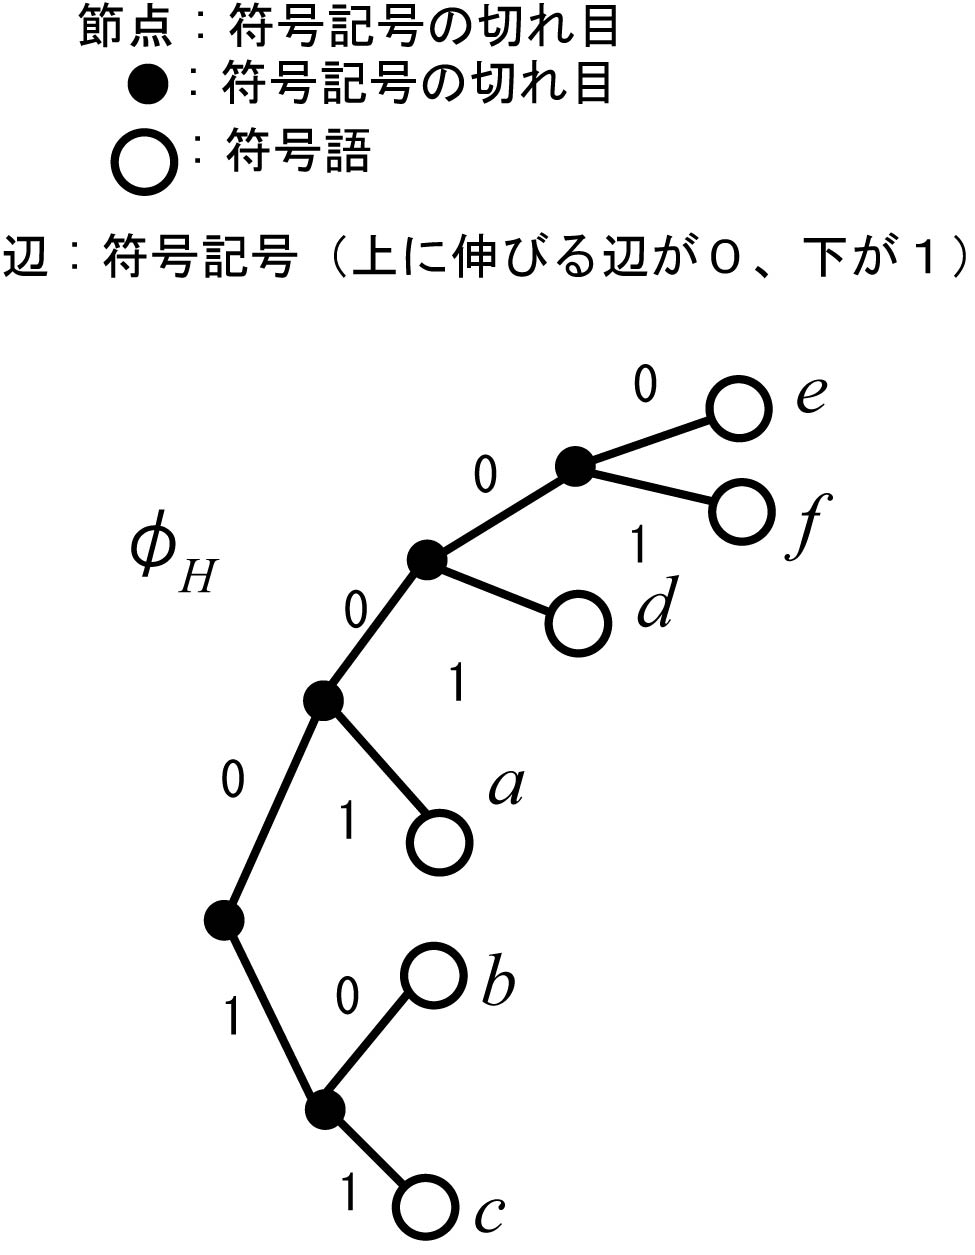 節点：符号記号の切れ目
●：符号記号の切れ目
○：符号語
辺：符号記号（上に伸びる辺が０、下が１）
0
e
0
f
φH
1
0
d
1
0
a
1
b
0
1
1
c